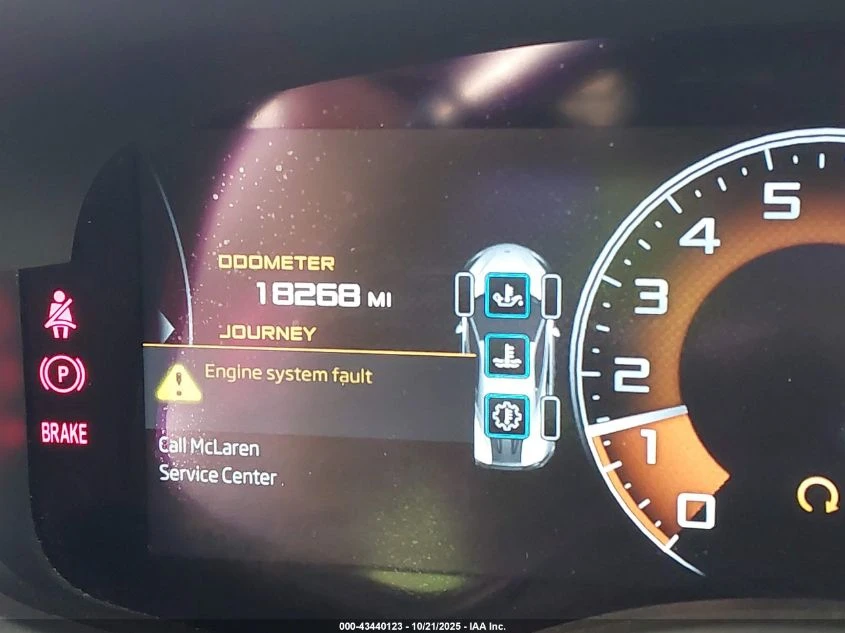 ODOMETER
18268 MI
JOURNEY
Engine system fault
Call McLaren
Service Center
P
BRAKE
5
4
3
2
1
0
000-43440123 - 10/21/2025 - IAA Inc.